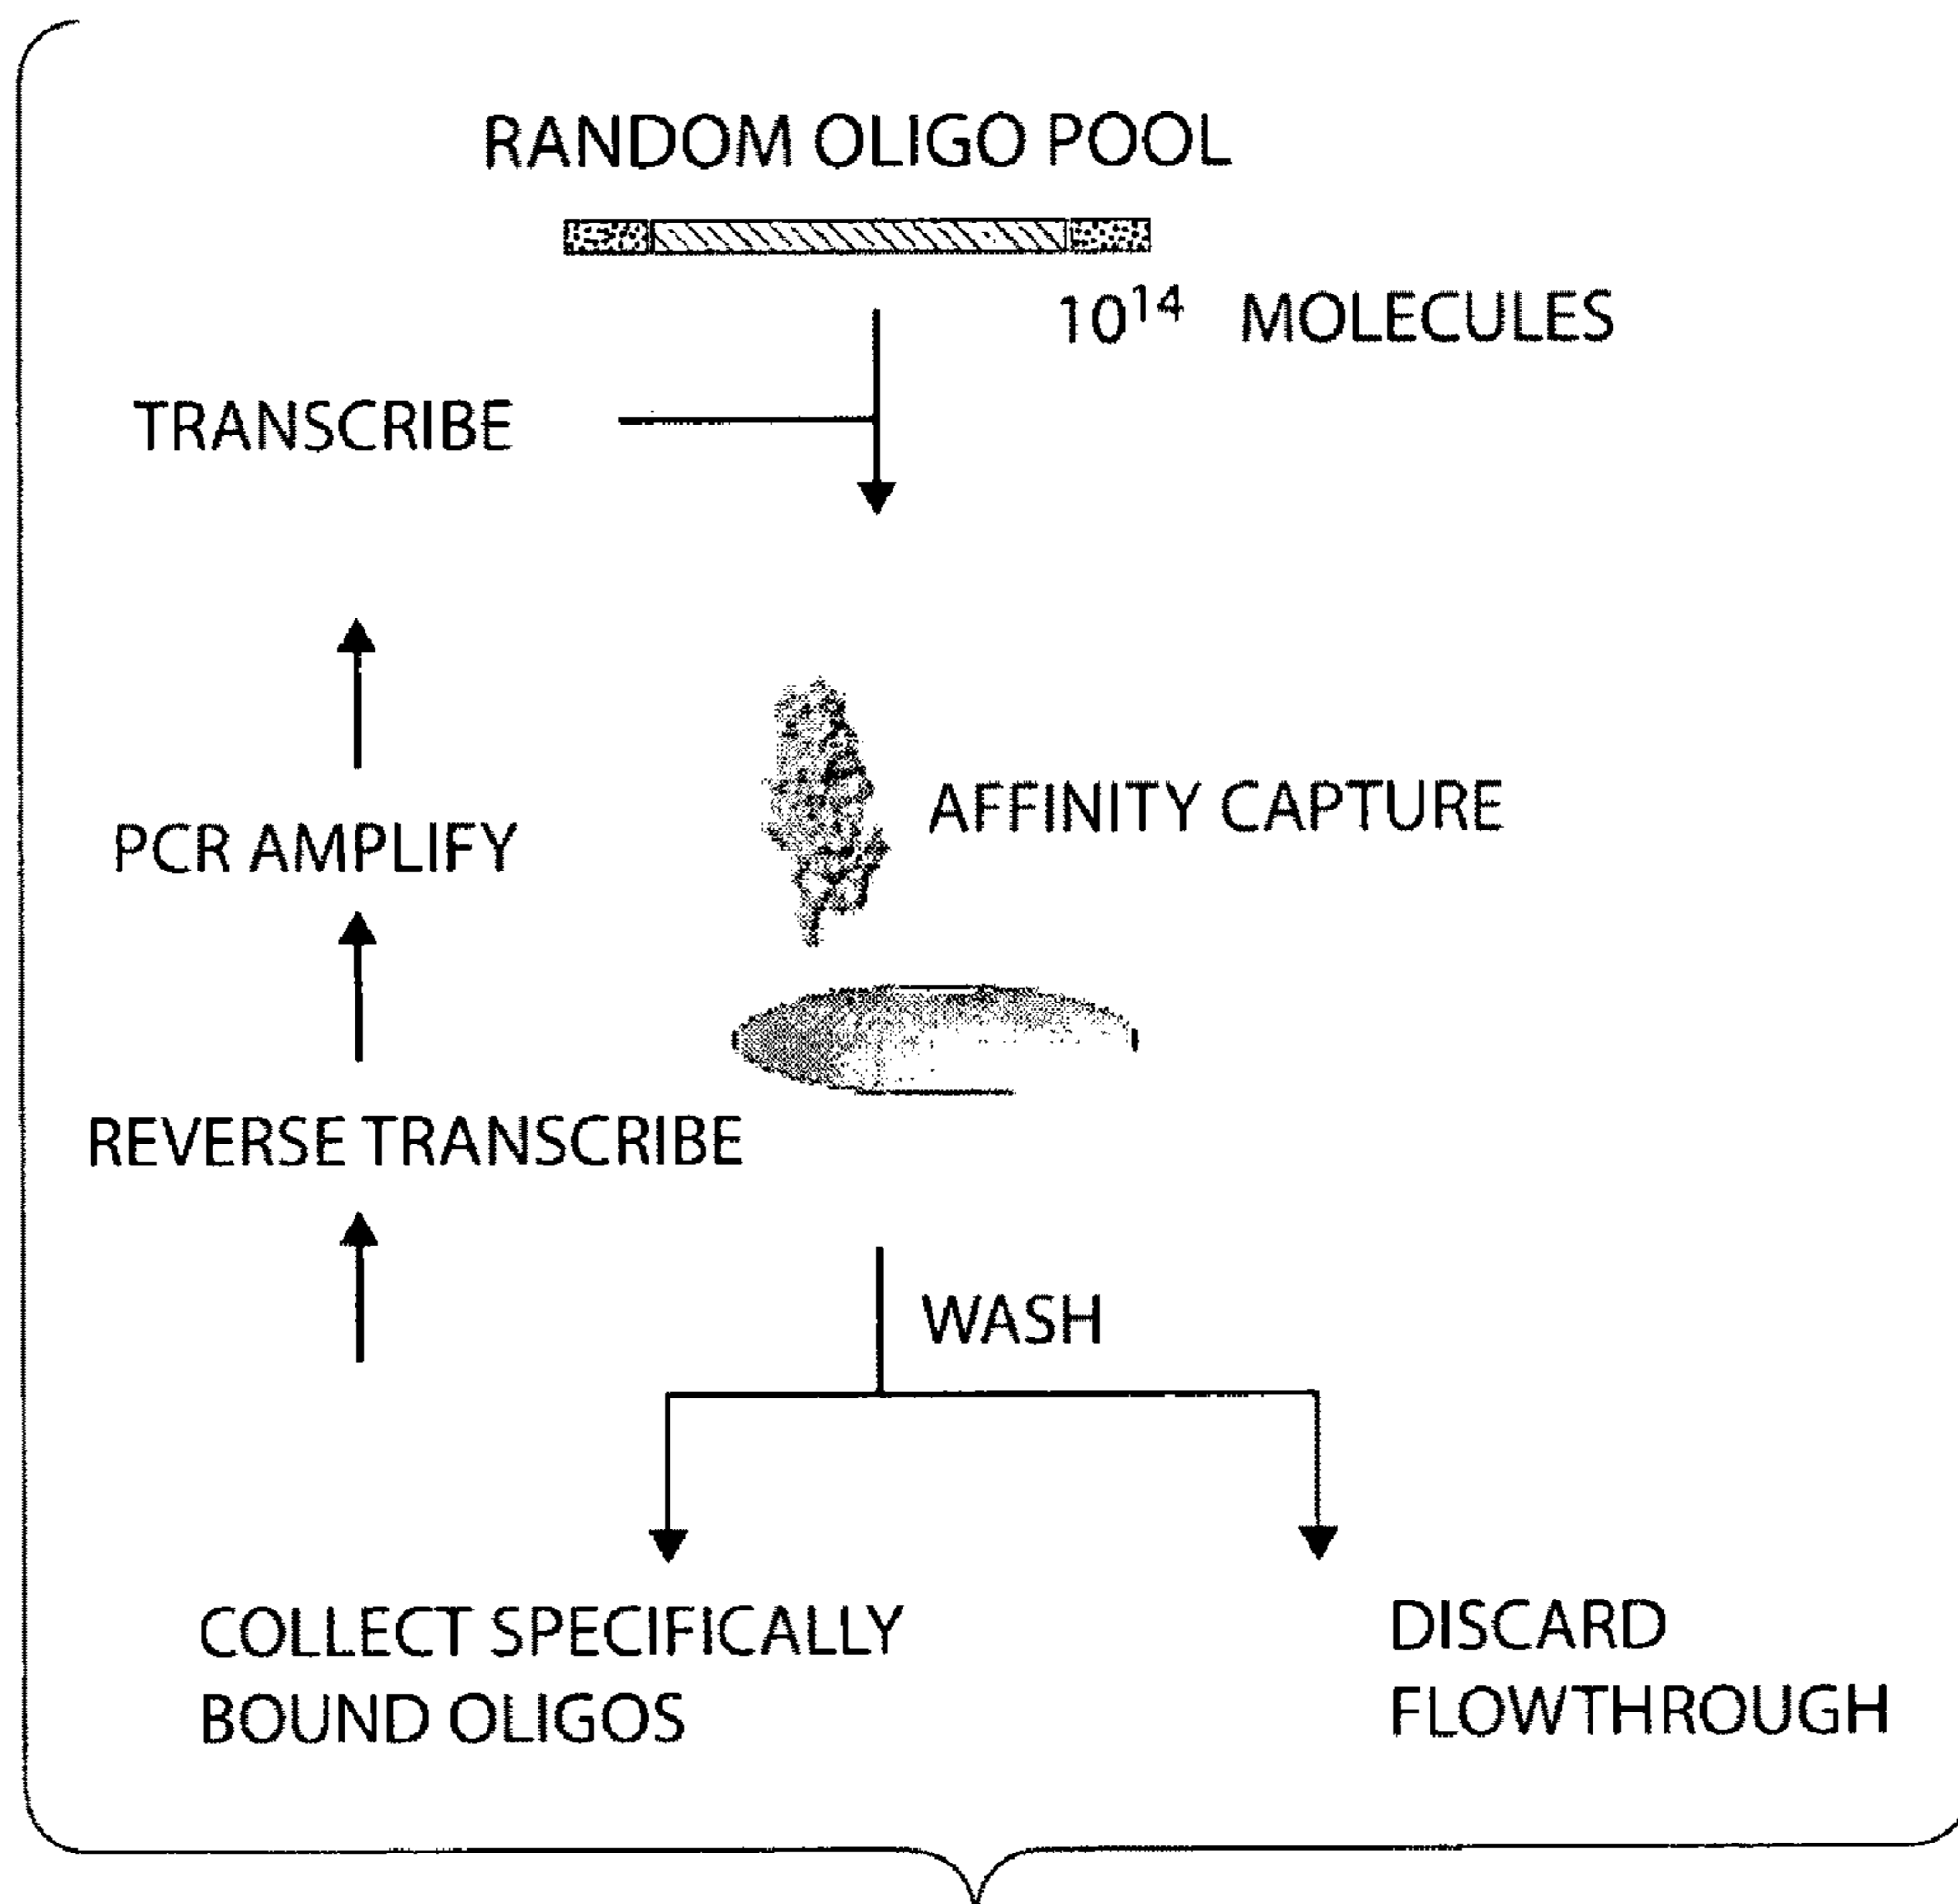 RANDOM OLIGO POOL
10¹⁴ MOLECULES
TRANSCRIBE
AFFINITY CAPTURE
PCR AMPLIFY
REVERSE TRANSCRIBE
WASH
COLLECT SPECIFICALLY
BOUND OLIGOS
DISCARD
FLOWTHROUGH